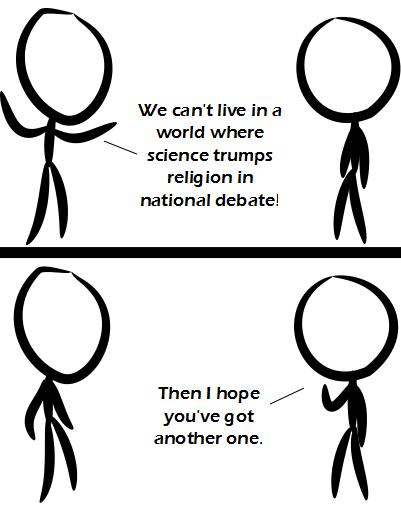 We can't live in a
world where
science trumps
religion in
national debate!
Then I hope
you've got
another one.